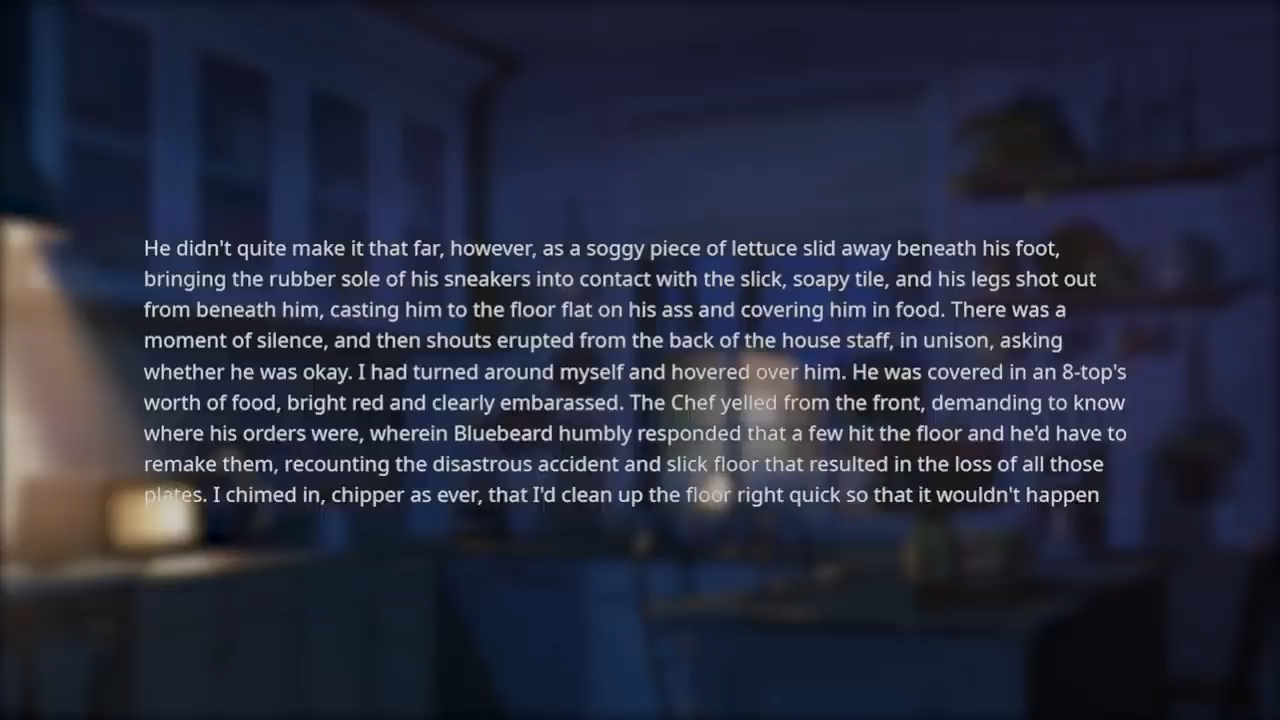 He didn't quite make it that far, however, as a soggy piece of lettuce slid away beneath his foot,
bringing the rubber sole of his sneakers into contact with the slick, soapy tile, and his legs shot out
from beneath him, casting him to the floor flat on his ass and covering him in food. There was a
moment of silence, and then shouts erupted from the back of the house staff, in unison, asking
whether he was okay. I had turned around myself and hovered over him. He was covered in an 8-top's
worth of food, bright red and clearly embarassed. The Chef yelled from the front, demanding to know
where his orders were, wherein Bluebeard humbly responded that a few hit the floor and he'd have to
remake them, recounting the disastrous accident and slick floor that resulted in the loss of all those
plates. I chimed in, chipper as ever, that I'd clean up the floor right quick so that it wouldn't happen